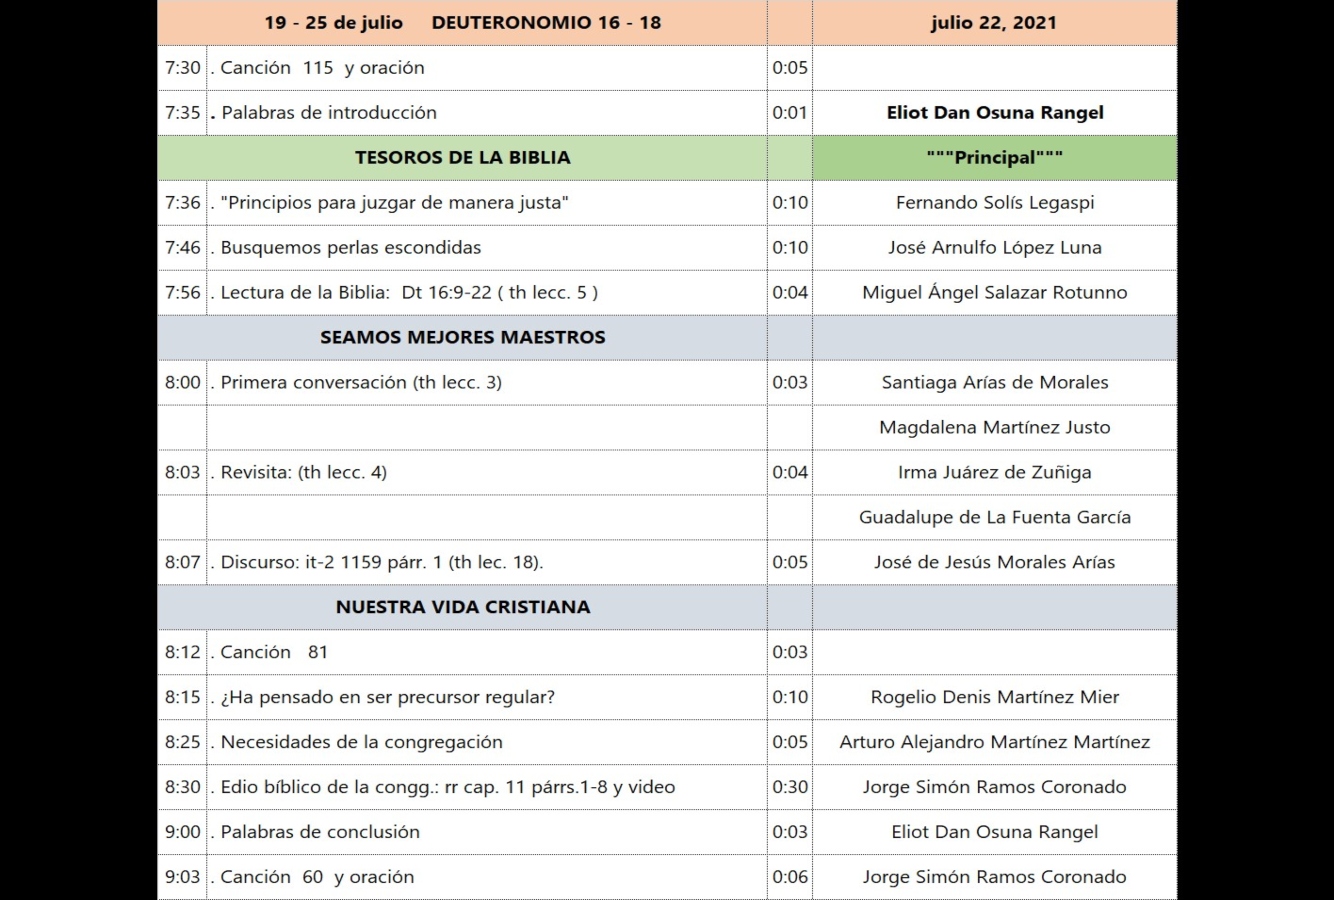 19 - 25 de julio DEUTERONOMIO 16 - 18 julio 22, 2021
7:30 . Canción 115 y oración 0:05
7:35 . Palabras de introducción 0:01 Eliot Dan Osuna Rangel
TESOROS DE LA BIBLIA """Principal"""
7:36 . "Principios para juzgar de manera justa" 0:10 Fernando Solís Legaspi
7:46 . Busquemos perlas escondidas 0:10 José Arnulfo López Luna
7:56 . Lectura de la Biblia: Dt 16:9-22 ( th lecc. 5 ) 0:04 Miguel Ángel Salazar Rotunno
SEAMOS MEJORES MAESTROS
8:00 . Primera conversación (th lecc. 3) 0:03 Santiaga Arías de Morales
Magdalena Martínez Justo
8:03 . Revisita: (th lecc. 4) 0:04 Irma Juárez de Zuñiga
Guadalupe de La Fuenta García
8:07 . Discurso: it-2 1159 párr. 1 (th lec. 18). 0:05 José de Jesús Morales Arías
NUESTRA VIDA CRISTIANA
8:12 . Canción 81 0:03
8:15 . ¿Ha pensado en ser precursor regular? 0:10 Rogelio Denis Martínez Mier
8:25 . Necesidades de la congregación 0:05 Arturo Alejandro Martínez Martínez
8:30 . Edio bíblico de la congg.: rr cap. 11 párrs.1-8 y video 0:30 Jorge Simón Ramos Coronado
9:00 . Palabras de conclusión 0:03 Eliot Dan Osuna Rangel
9:03 . Canción 60 y oración 0:06 Jorge Simón Ramos Coronado